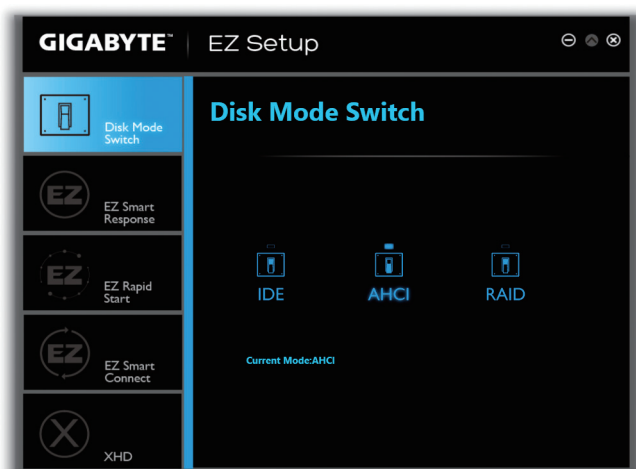 GIGABYTE™ EZ Setup
Disk Mode
Switch
EZ
EZ Smart
Response
EZ
EZ Rapid
Start
EZ
EZ Smart
Connect
X
XHD
Disk Mode Switch
IDE AHCI RAID
Current Mode:AHCI